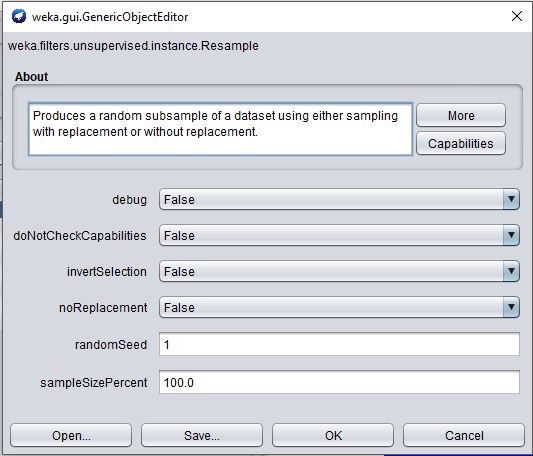 weka.gui.GenericObjectEditor
weka.filters.unsupervised.instance.Resample
About
Produces a random subsample of a dataset using either sampling
with replacement or without replacement.
More
Capabilities
debug False
doNotCheckCapabilities False
invertSelection False
noReplacement False
randomSeed 1
sampleSizePercent 100.0
Open... Save... OK Cancel